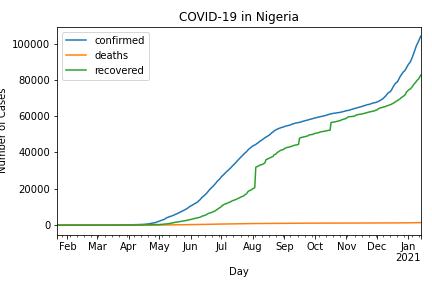 COVID-19 in Nigeria
confirmed
deaths
recovered
100000
80000
60000
40000
20000
0
Number of Cases
Feb Mar Apr May Jun Jul Aug Sep Oct Nov Dec Jan
2021
Day